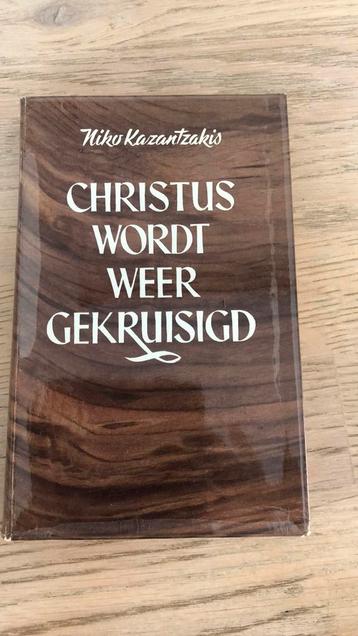 Niko Kazantzakis
CHRISTUS
WORDT
WEER
GEKRUISIGD